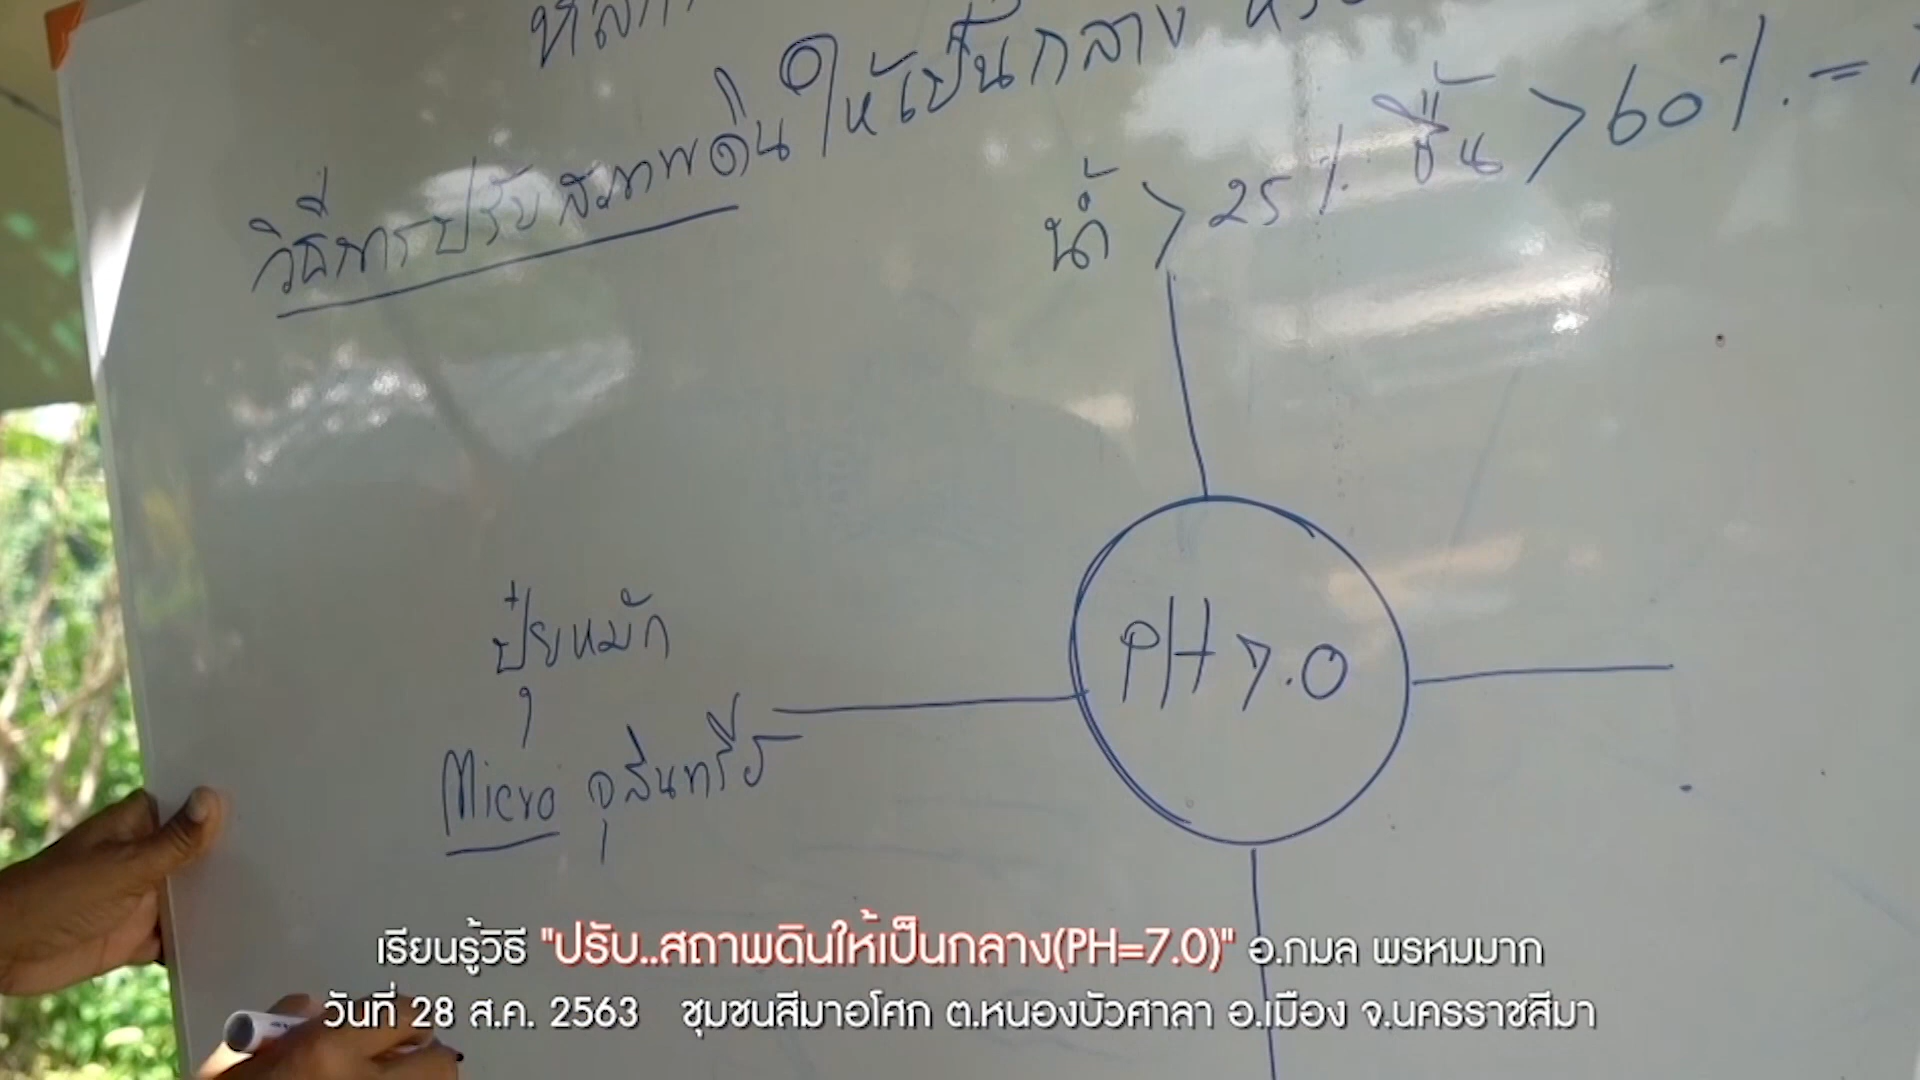 วิธีการปรับสภาพดินให้เป็นกลาง
น้ำ > 25% ชื้น > 60% =
ปุ๋ยหมัก
Micro จุลินทรีย์
PH 7.0
เรียนรู้วิธี "ปรับ..สภาพดินให้เป็นกลาง(PH=7.0)" อ.กมล พรหมมาก
วันที่ 28 ส.ค. 2563 ชุมชนสีมาอโศก ต.หนองบัวศาลา อ.เมือง จ.นครราชสีมา